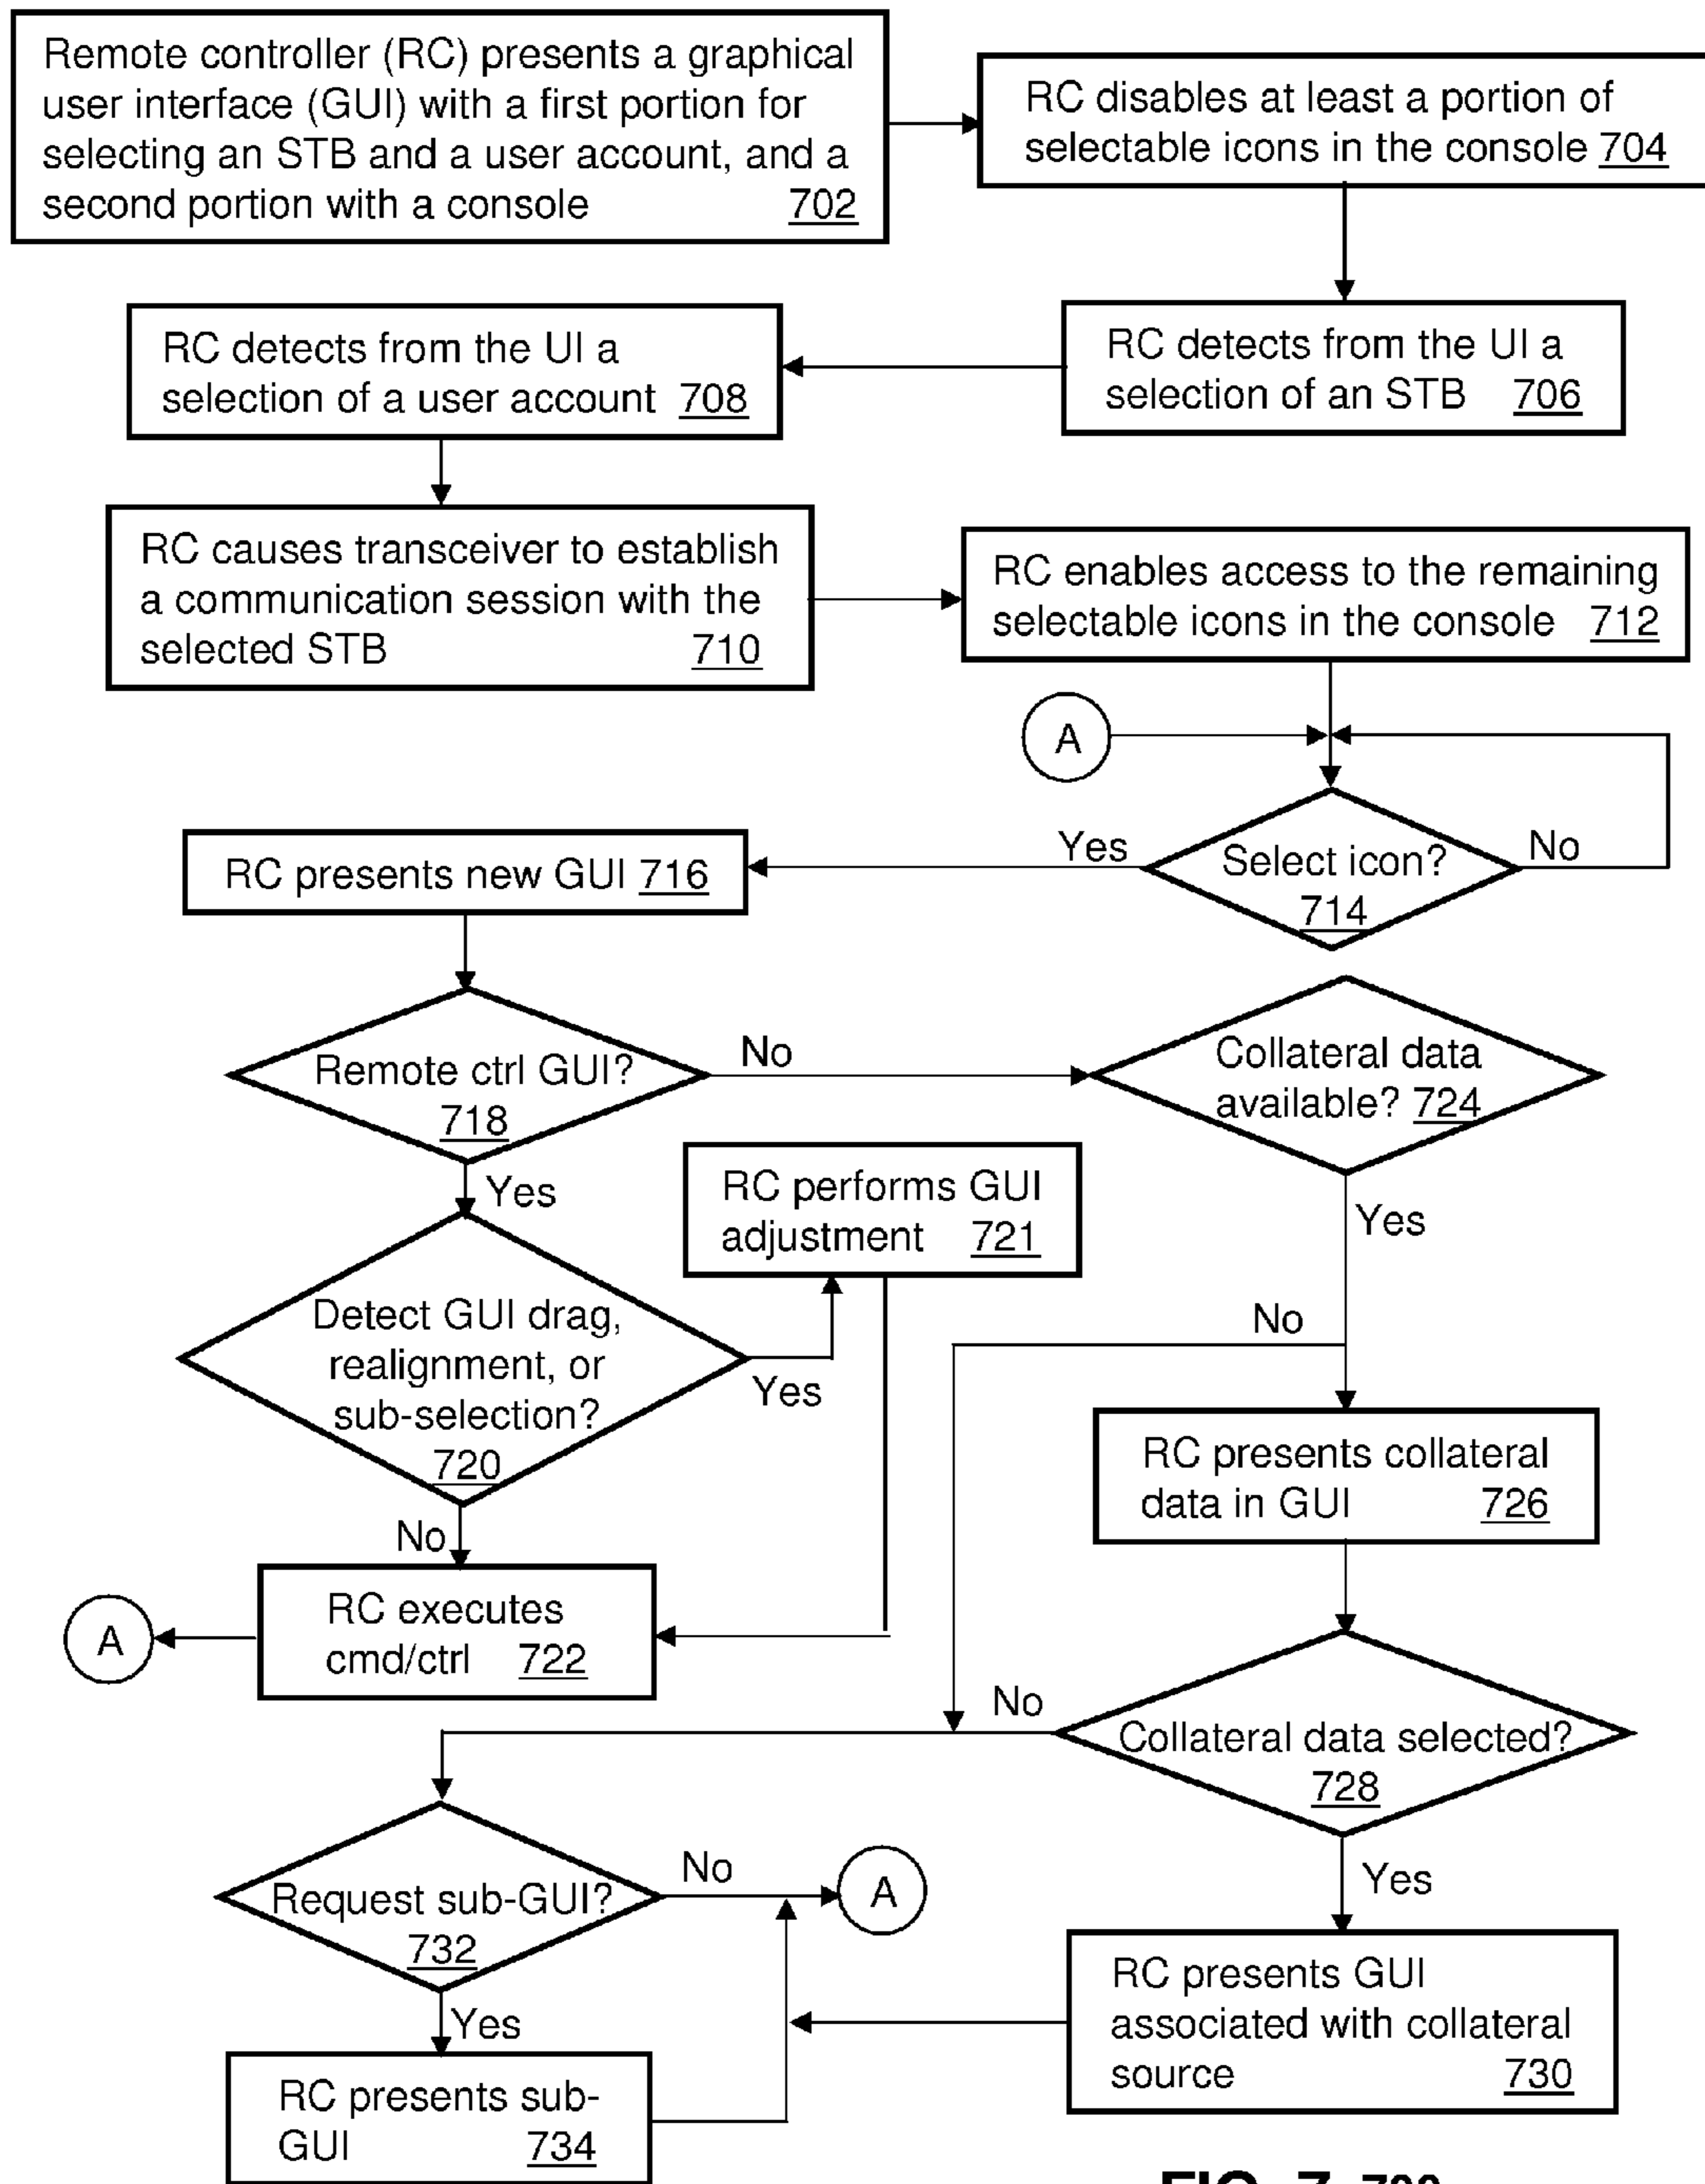 Remote controller (RC) presents a graphical
user interface (GUI) with a first portion for
selecting an STB and a user account, and a
second portion with a console 702
RC disables at least a portion of
selectable icons in the console 704
RC detects from the UI a
selection of an STB 706
RC detects from the UI a
selection of a user account 708
RC causes transceiver to establish
a communication session with the
selected STB 710
RC enables access to the remaining
selectable icons in the console 712
A
Select icon?
714
Yes
No
RC presents new GUI 716
Remote ctrl GUI?
718
No
Yes
Collateral data
available? 724
Yes
No
RC performs GUI
adjustment 721
Detect GUI drag,
realignment, or
sub-selection?
720
Yes
No
RC executes
cmd/ctrl 722
A
RC presents collateral
data in GUI 726
Collateral data selected?
728
No
Yes
Request sub-GUI?
732
No
A
Yes
RC presents GUI
associated with collateral
source 730
RC presents sub-
GUI 734